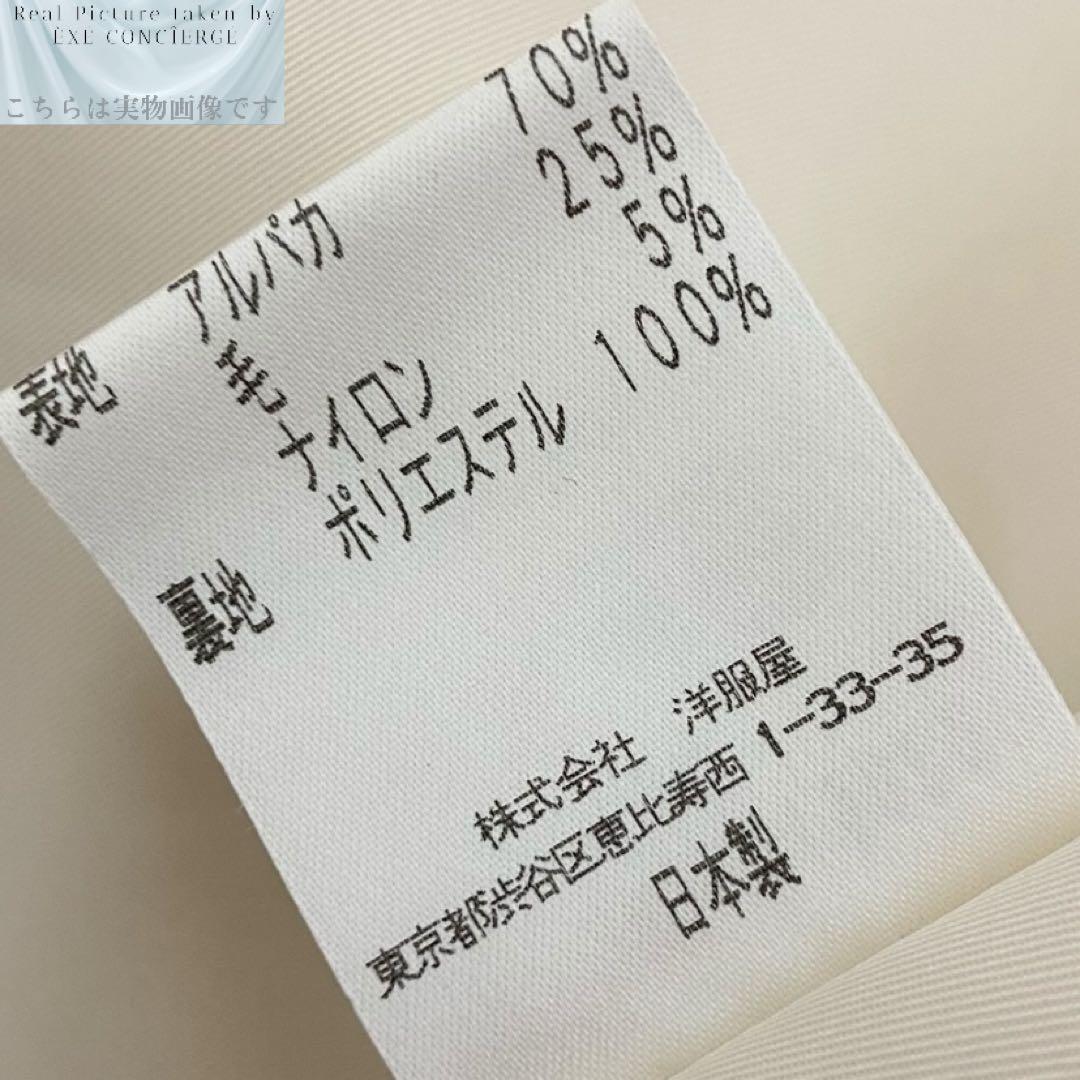 Real Picture taken by
ÈXE CONCÎERGE
こちらは実物画像です
表地 アルパカ 70%
毛 25%
ナイロン 5%
裏地 ポリエステル 100%
株式会社 洋服屋
東京都渋谷区恵比寿西 1-33-35
日本製